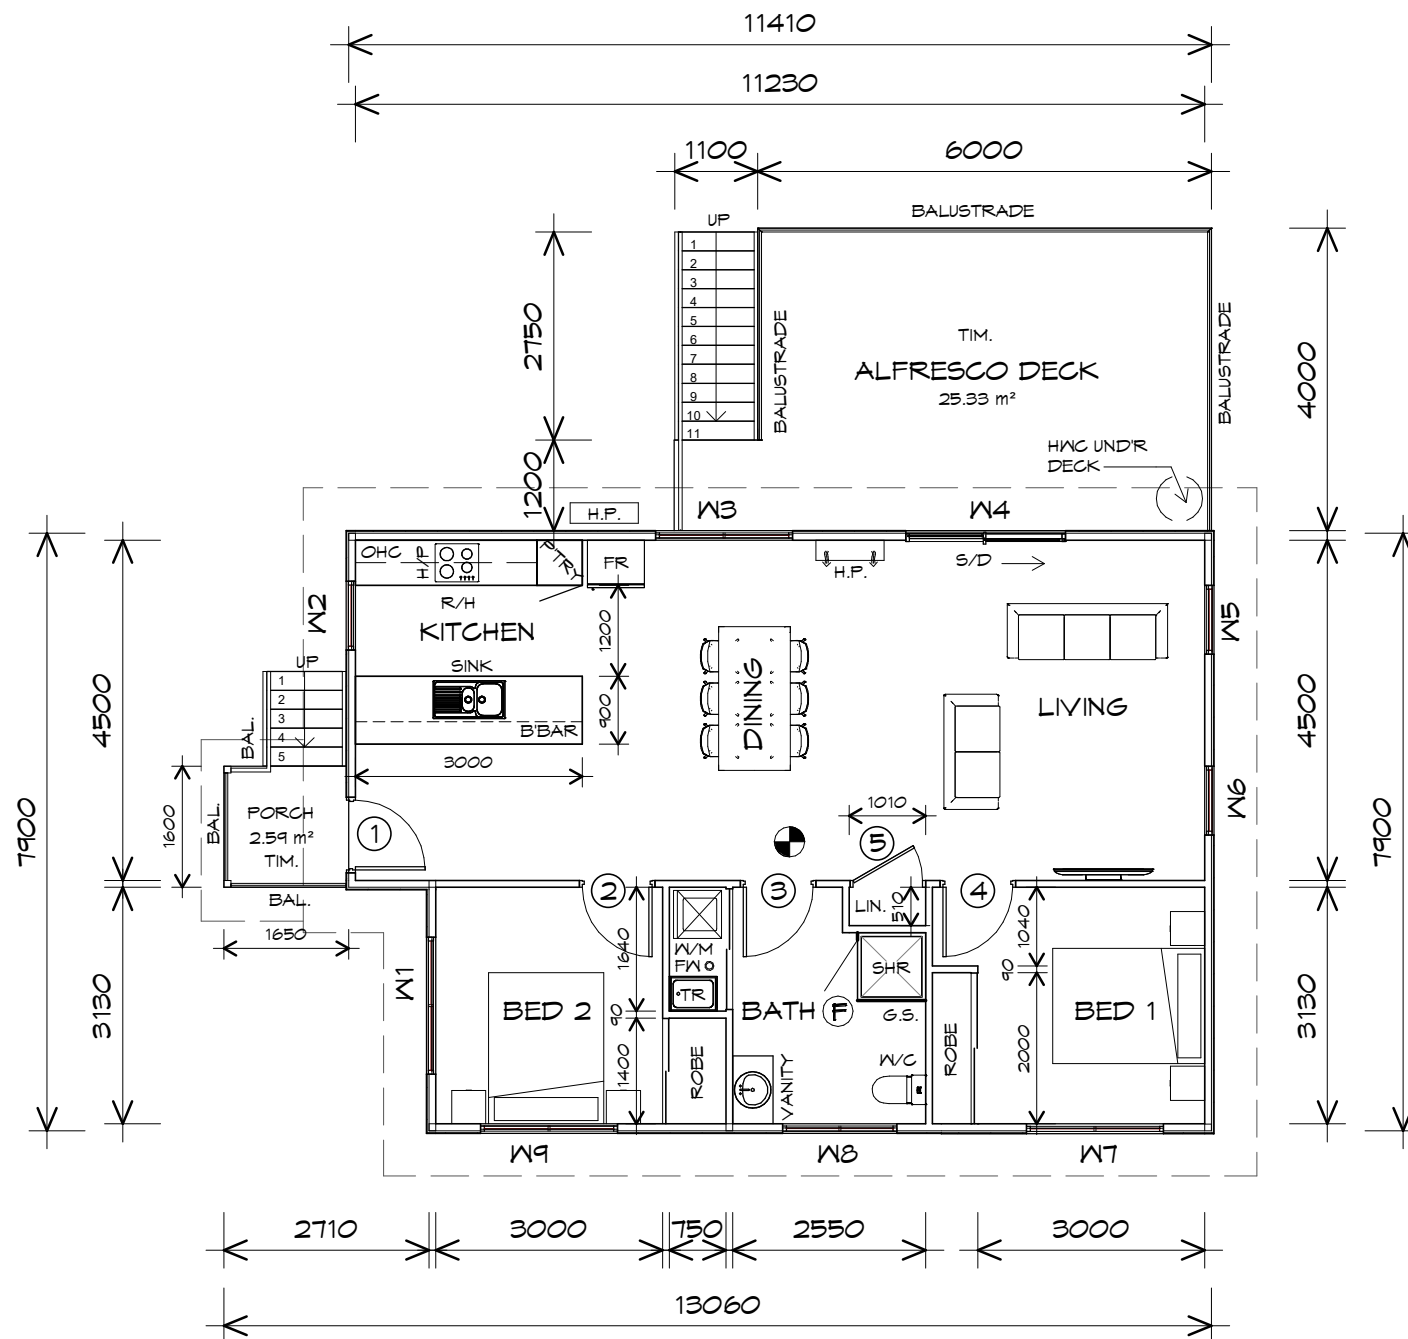 11410
11230
1100
6000
UP
BALUSTRADE
1
2
3
4
5
6
7
8
9
10
11
2750
1200
BALUSTRADE
TIM.
ALFRESCO DECK
25.33 m²
BALUSTRADE
4000
HWC UND'R
DECK
H.P.
W3
W4
OHC
H/P
P'TRY
FR
H.P.
S/D
R/H
KITCHEN
1200
W2
W5
SINK
900
B'BAR
3000
DINING
LIVING
UP
1
2
3
4
5
BAL.
4500
7900
1600
BAL.
PORCH
2.59 m²
TIM.
BAL.
1650
1
1010
5
W6
4500
7900
2
3
4
LIN.
510
1040
1640
W/M
FW
TR
SHR
90
W1
BED 2
90
BATH
F
G.S.
BED 1
3130
3130
1400
ROBE
VANITY
W/C
ROBE
2000
W9
W8
W7
2710
3000
750
2550
3000
13060